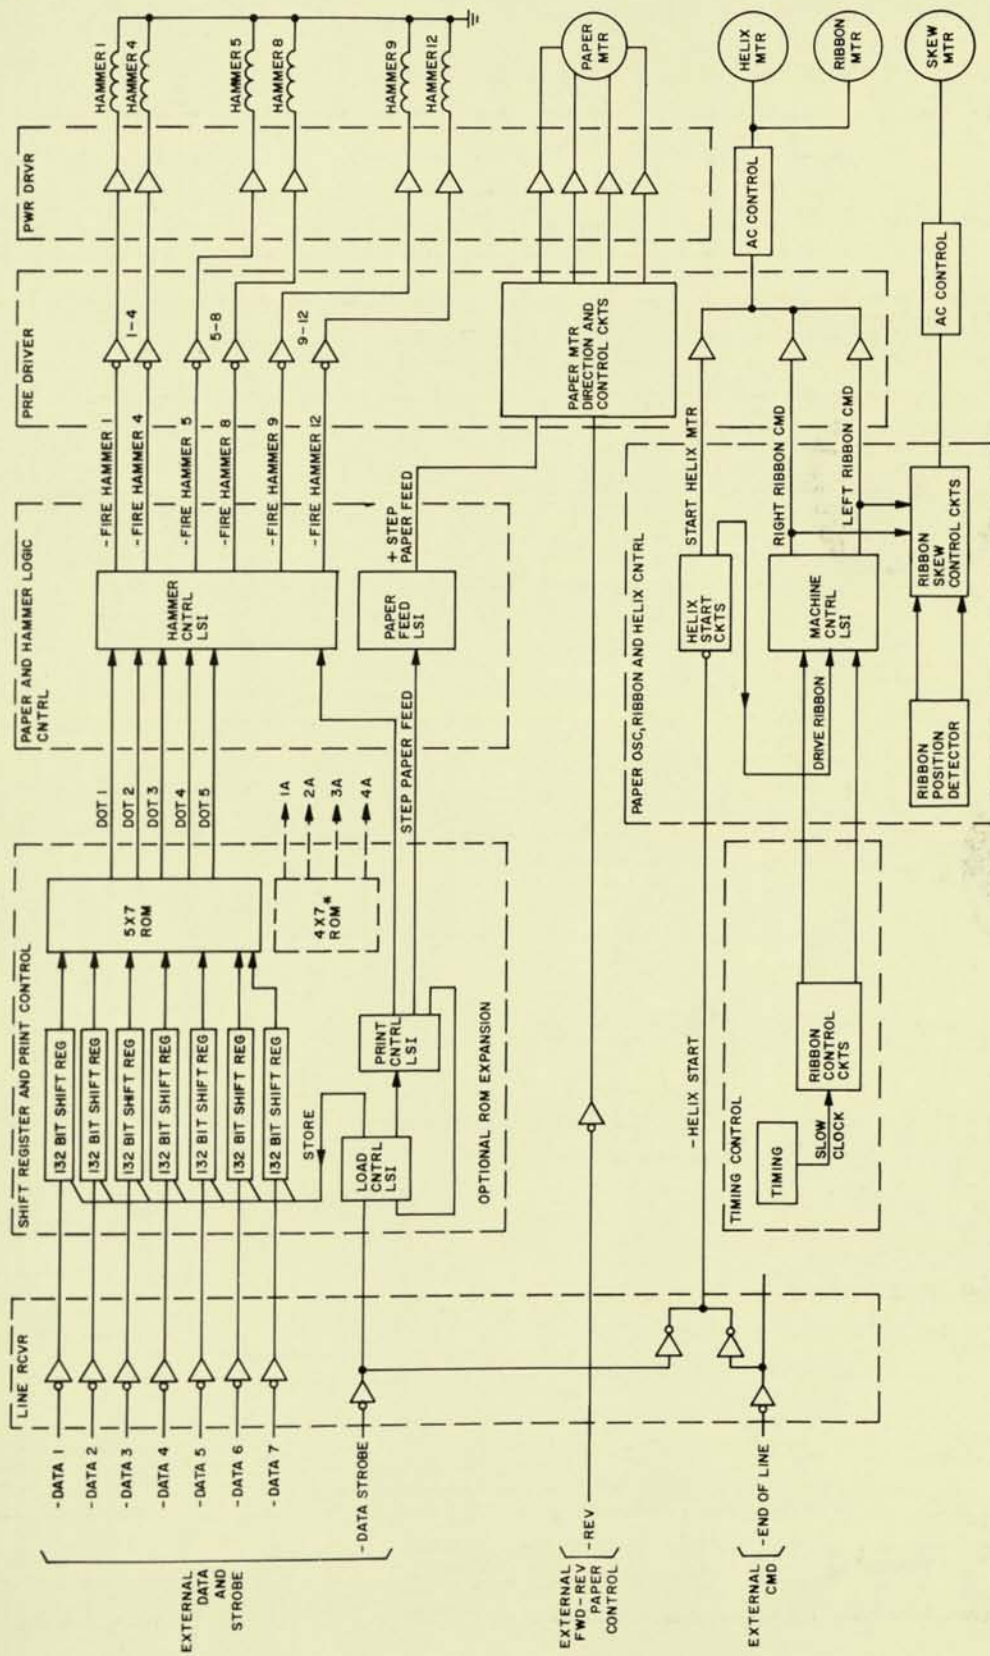 EXTERNAL
DATA
AND
STROBE
-DATA 1
-DATA 2
-DATA 3
-DATA 4
-DATA 5
-DATA 6
-DATA 7
-DATA STROBE
EXTERNAL
FWD-REV
PAPER
CONTROL
-REV
EXTERNAL
CMD
-END OF LINE
LINE RCVR
SHIFT REGISTER AND PRINT CONTROL
132 BIT SHIFT REG
132 BIT SHIFT REG
132 BIT SHIFT REG
132 BIT SHIFT REG
132 BIT SHIFT REG
132 BIT SHIFT REG
132 BIT SHIFT REG
STORE
LOAD
CNTRL
LSI
PRINT
CNTRL
LSI
OPTIONAL ROM EXPANSION
5X7
ROM
4X7*
ROM
1A
2A
3A
4A
DOT 1
DOT 2
DOT 3
DOT 4
DOT 5
STEP PAPER FEED
-HELIX START
TIMING CONTROL
TIMING
SLOW
CLOCK
RIBBON
CONTROL
CKTS
PAPER AND HAMMER LOGIC
CNTRL
HAMMER
CNTRL
LSI
PAPER
FEED
LSI
-FIRE HAMMER 1
-FIRE HAMMER 4
-FIRE HAMMER 5
-FIRE HAMMER 8
-FIRE HAMMER 9
-FIRE HAMMER 12
+ STEP
PAPER FEED
PAPER OSC, RIBBON AND HELIX CNTRL
HELIX
START
CKTS
DRIVE RIBBON
MACHINE
CNTRL
LSI
RIBBON
POSITION
DETECTOR
RIBBON
SKEW
CONTROL CKTS
START HELIX MTR
RIGHT RIBBON CMD
LEFT RIBBON CMD
PRE DRIVER
1-4
5-8
9-12
PAPER MTR
DIRECTION AND
CONTROL CKTS
PWR DRVR
AC CONTROL
AC CONTROL
HAMMER 1
HAMMER 4
HAMMER 5
HAMMER 8
HAMMER 9
HAMMER 12
PAPER
MTR
HELIX
MTR
RIBBON
MTR
SKEW
MTR